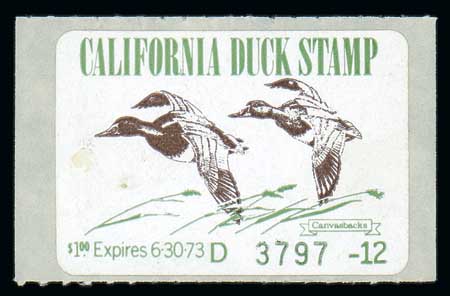 CALIFORNIA DUCK STAMP
Canvasbacks
$1.00 Expires 6-30-73 D 3797 -12